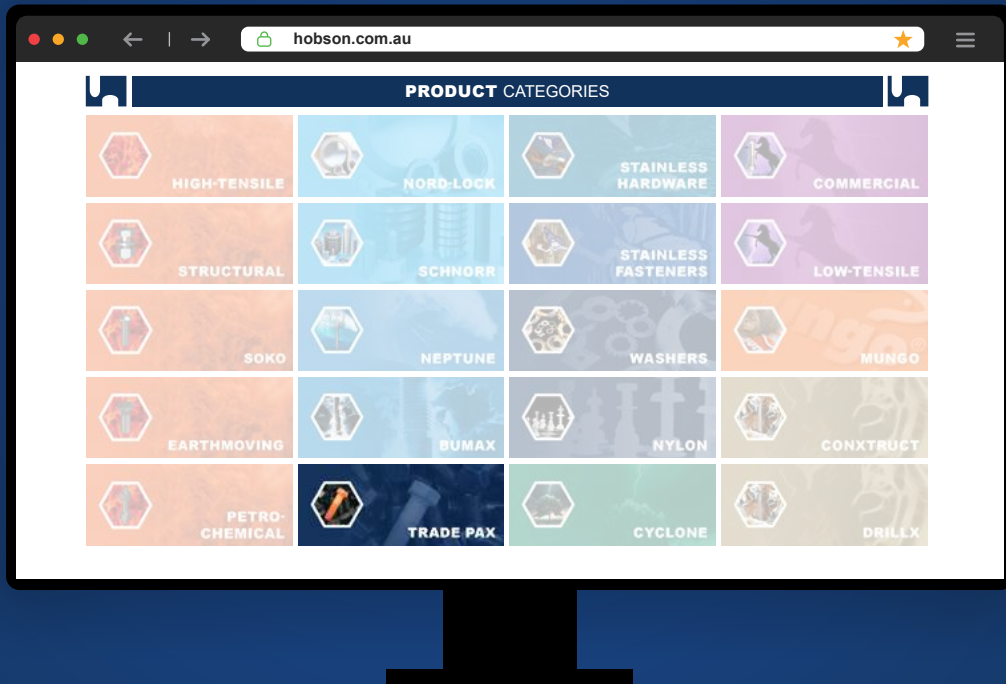 hobson.com.au
PRODUCT CATEGORIES
HIGH-TENSILE
NORD-LOCK
STAINLESS
HARDWARE
COMMERCIAL
STRUCTURAL
SCHNORR
STAINLESS
FASTENERS
LOW-TENSILE
SOKO
NEPTUNE
WASHERS
mungo®
MUNGO
EARTHMOVING
BUMAX
NYLON
CONXTRUCT
PETRO-
CHEMICAL
TRADE PAX
CYCLONE
DRILLX